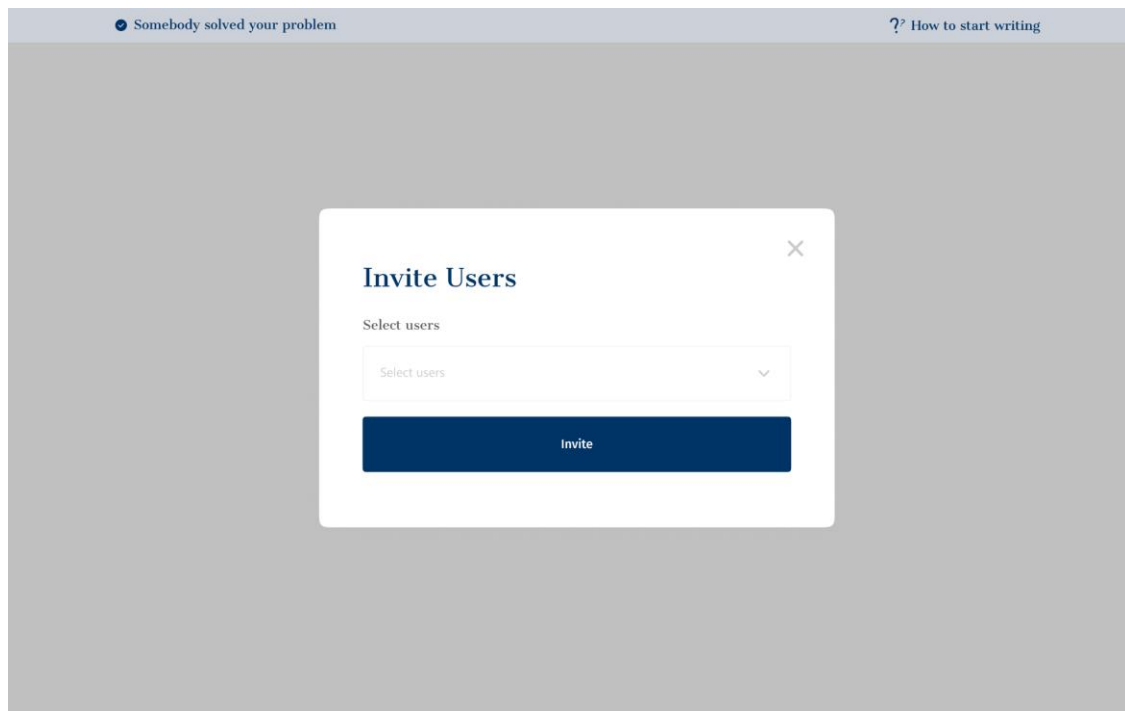 Somebody solved your problem
How to start writing
Invite Users
Select users
Select users
Invite